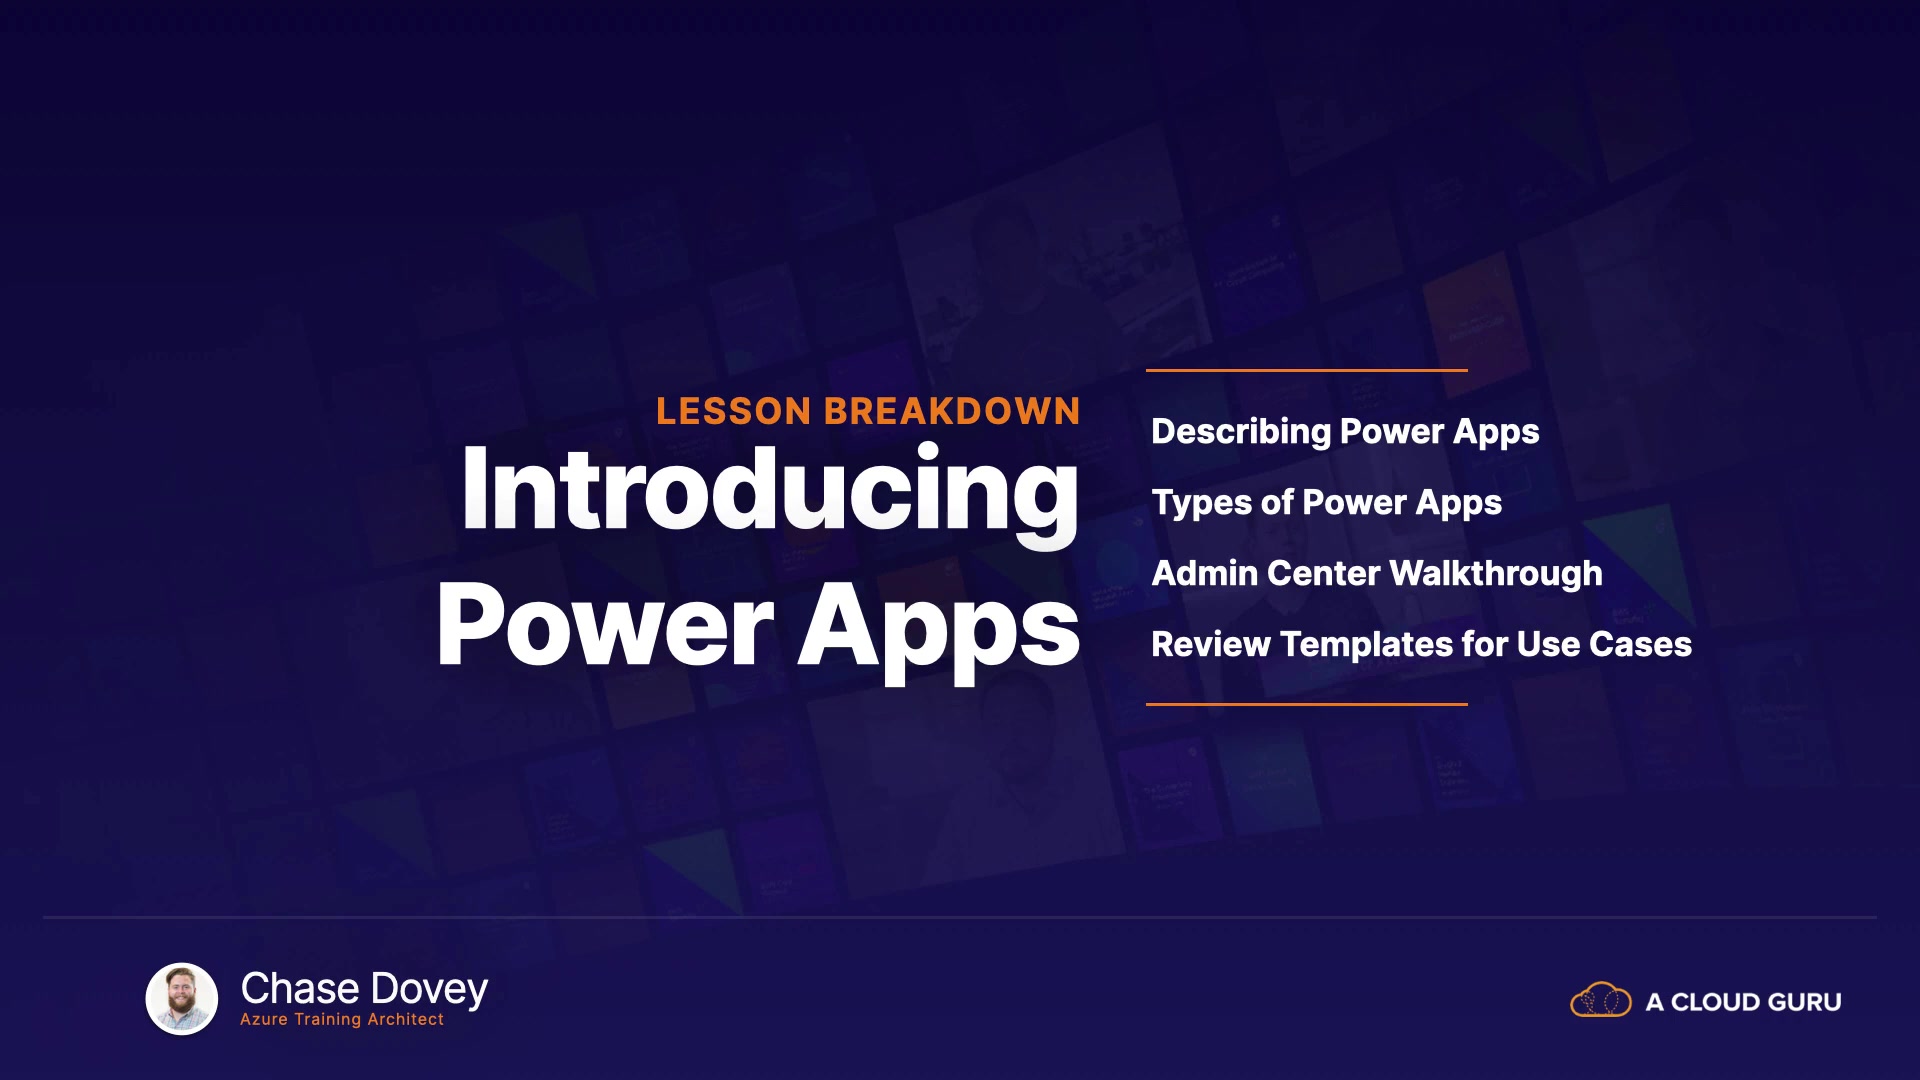 LESSON BREAKDOWN
Introducing
Power Apps
Describing Power Apps
Types of Power Apps
Admin Center Walkthrough
Review Templates for Use Cases
Chase Dovey
Azure Training Architect
A CLOUD GURU